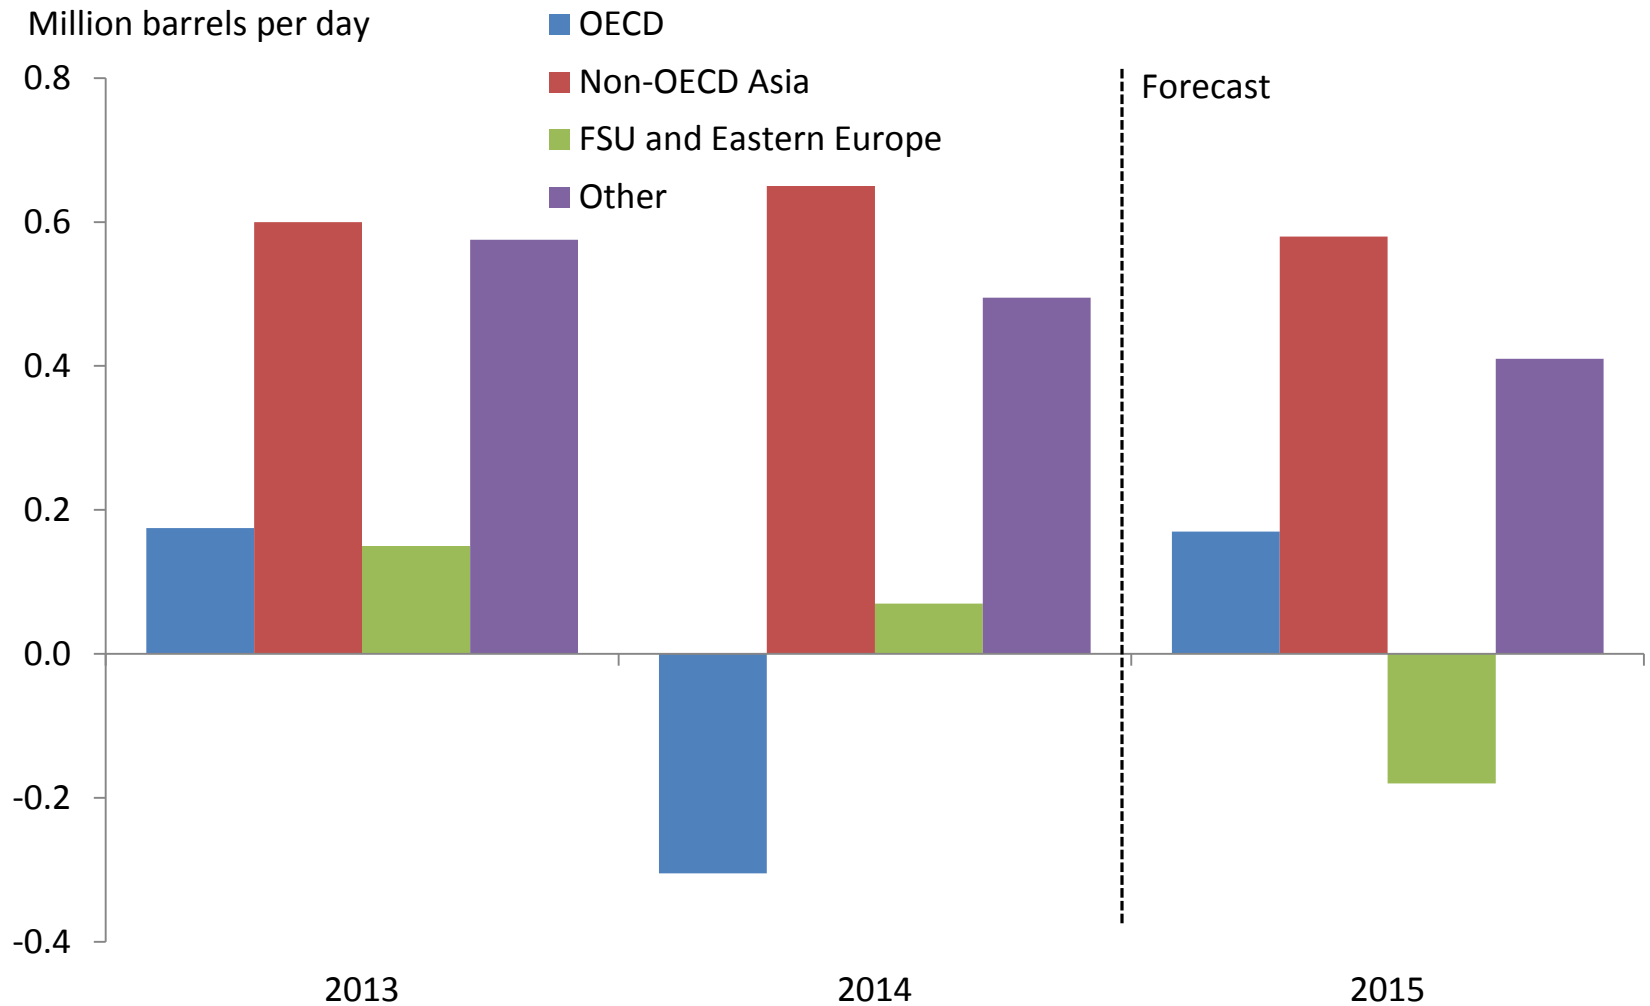 Million barrels per day
OECD
Non-OECD Asia
FSU and Eastern Europe
Other
Forecast
0.8
0.6
0.4
0.2
0.0
-0.2
-0.4
2013
2014
2015